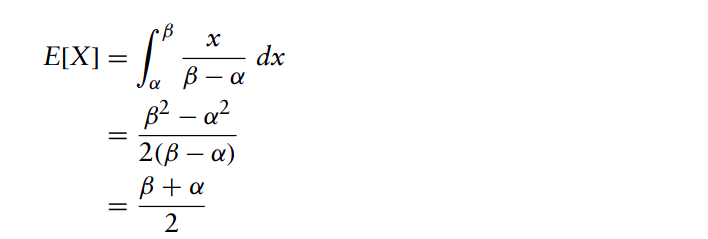 E[X] = ∫_α^β x/(β − α) dx
= (β² − α²)/(2(β − α))
= (β + α)/2